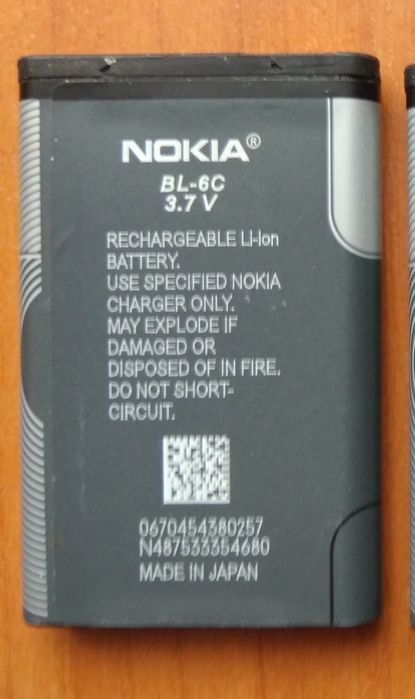 NOKIA®
BL-6C
3.7 V
RECHARGEABLE Li-Ion
BATTERY.
USE SPECIFIED NOKIA
CHARGER ONLY.
MAY EXPLODE IF
DAMAGED OR
DISPOSED OF IN FIRE.
DO NOT SHORT-
CIRCUIT.
0670454380257
N487533354680
MADE IN JAPAN